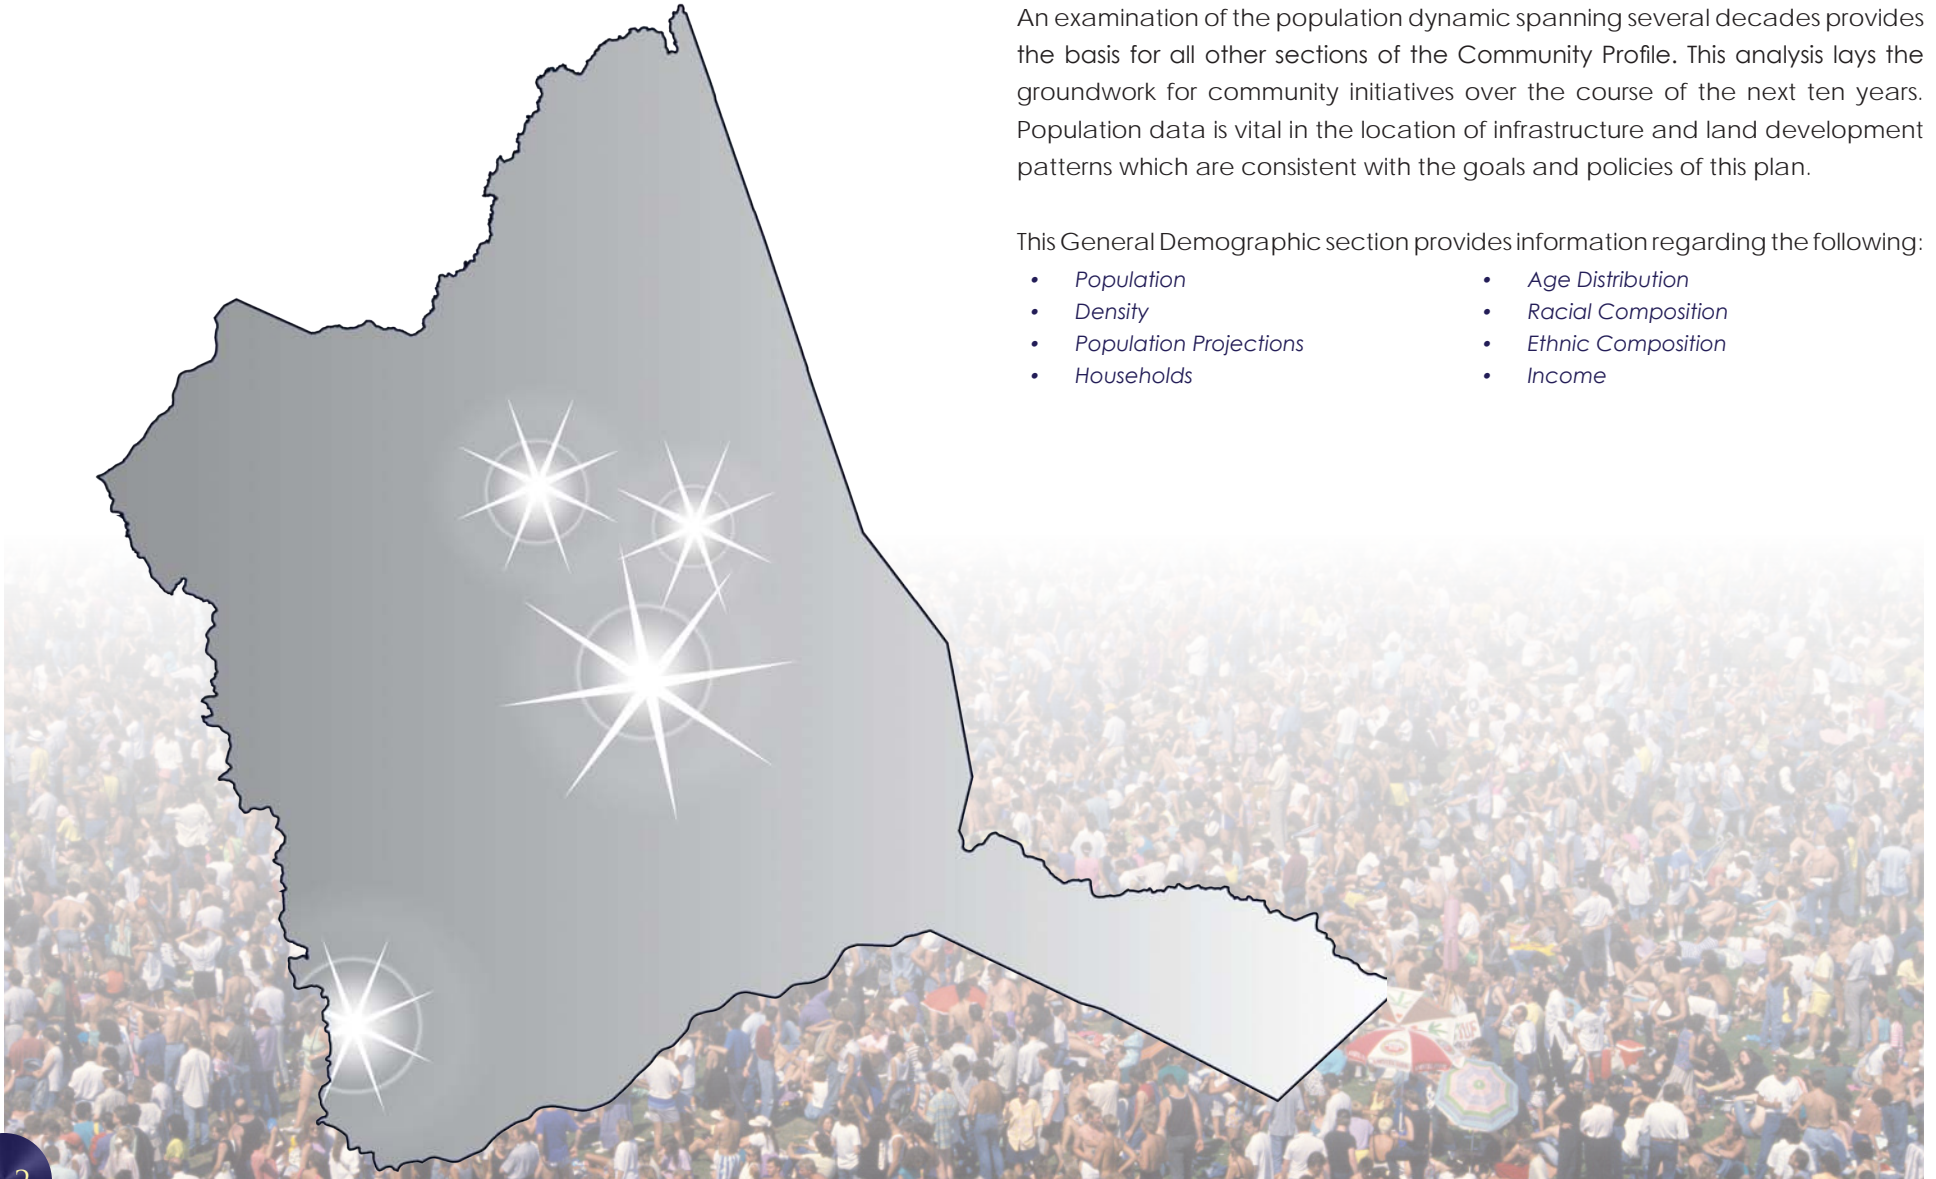 An examination of the population dynamic spanning several decades provides
the basis for all other sections of the Community Profile. This analysis lays the
groundwork for community initiatives over the course of the next ten years.
Population data is vital in the location of infrastructure and land development
patterns which are consistent with the goals and policies of this plan.
This General Demographic section provides information regarding the following:
• Population
• Density
• Population Projections
• Households
• Age Distribution
• Racial Composition
• Ethnic Composition
• Income